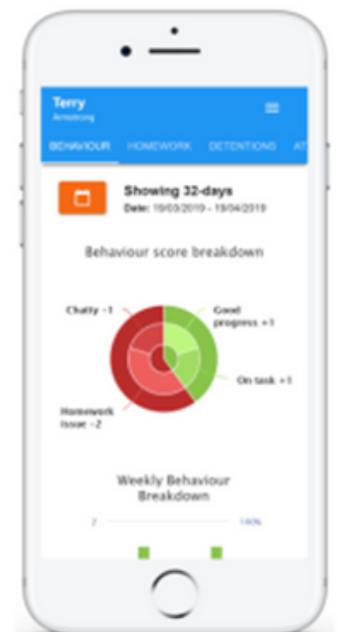 Terry
Armstrong
BEHAVIOUR HOMEWORK DETENTIONS AT
Showing 32-days
Date: 19/03/2019 - 19/04/2019
Behaviour score breakdown
Chatty -1
Good
progress +1
On task +1
Homework
issue -2
Weekly Behaviour
Breakdown
2 100%